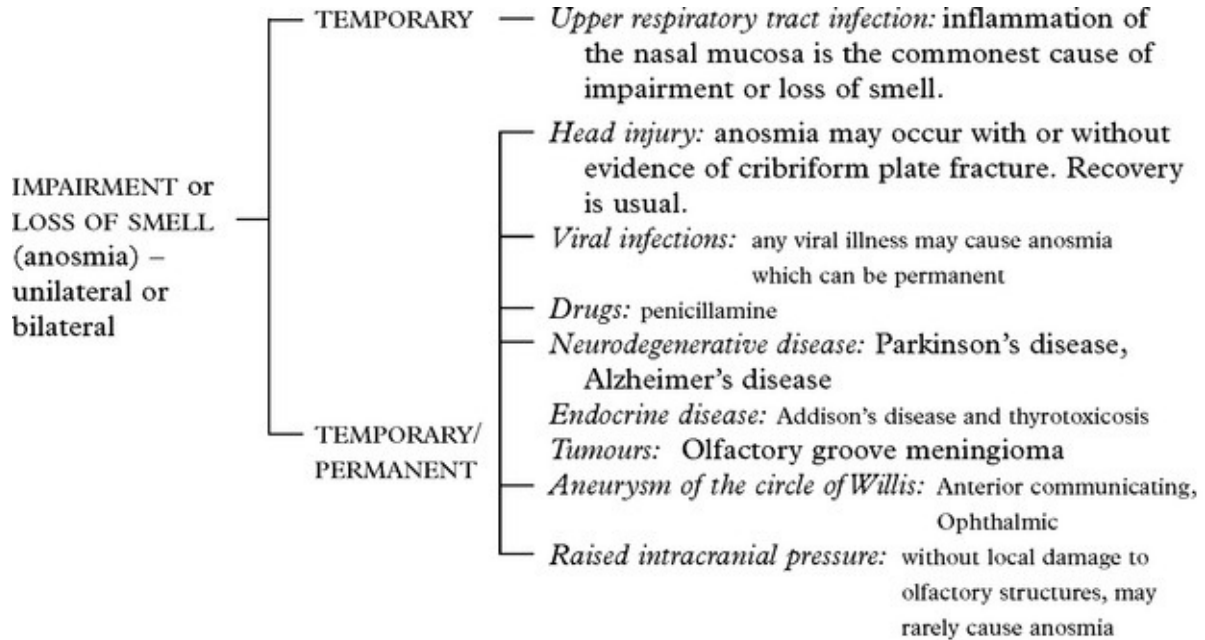 TEMPORARY
Upper respiratory tract infection: inflammation of
the nasal mucosa is the commonest cause of
impairment or loss of smell.
IMPAIRMENT or
LOSS OF SMELL
(anosmia) –
unilateral or
bilateral
TEMPORARY/
PERMANENT
Head injury: anosmia may occur with or without
evidence of cribriform plate fracture. Recovery
is usual.
Viral infections: any viral illness may cause anosmia
which can be permanent
Drugs: penicillamine
Neurodegenerative disease: Parkinson’s disease,
Alzheimer’s disease
Endocrine disease: Addison’s disease and thyrotoxicosis
Tumours: Olfactory groove meningioma
Aneurysm of the circle of Willis: Anterior communicating,
Ophthalmic
Raised intracranial pressure: without local damage to
olfactory structures, may
rarely cause anosmia